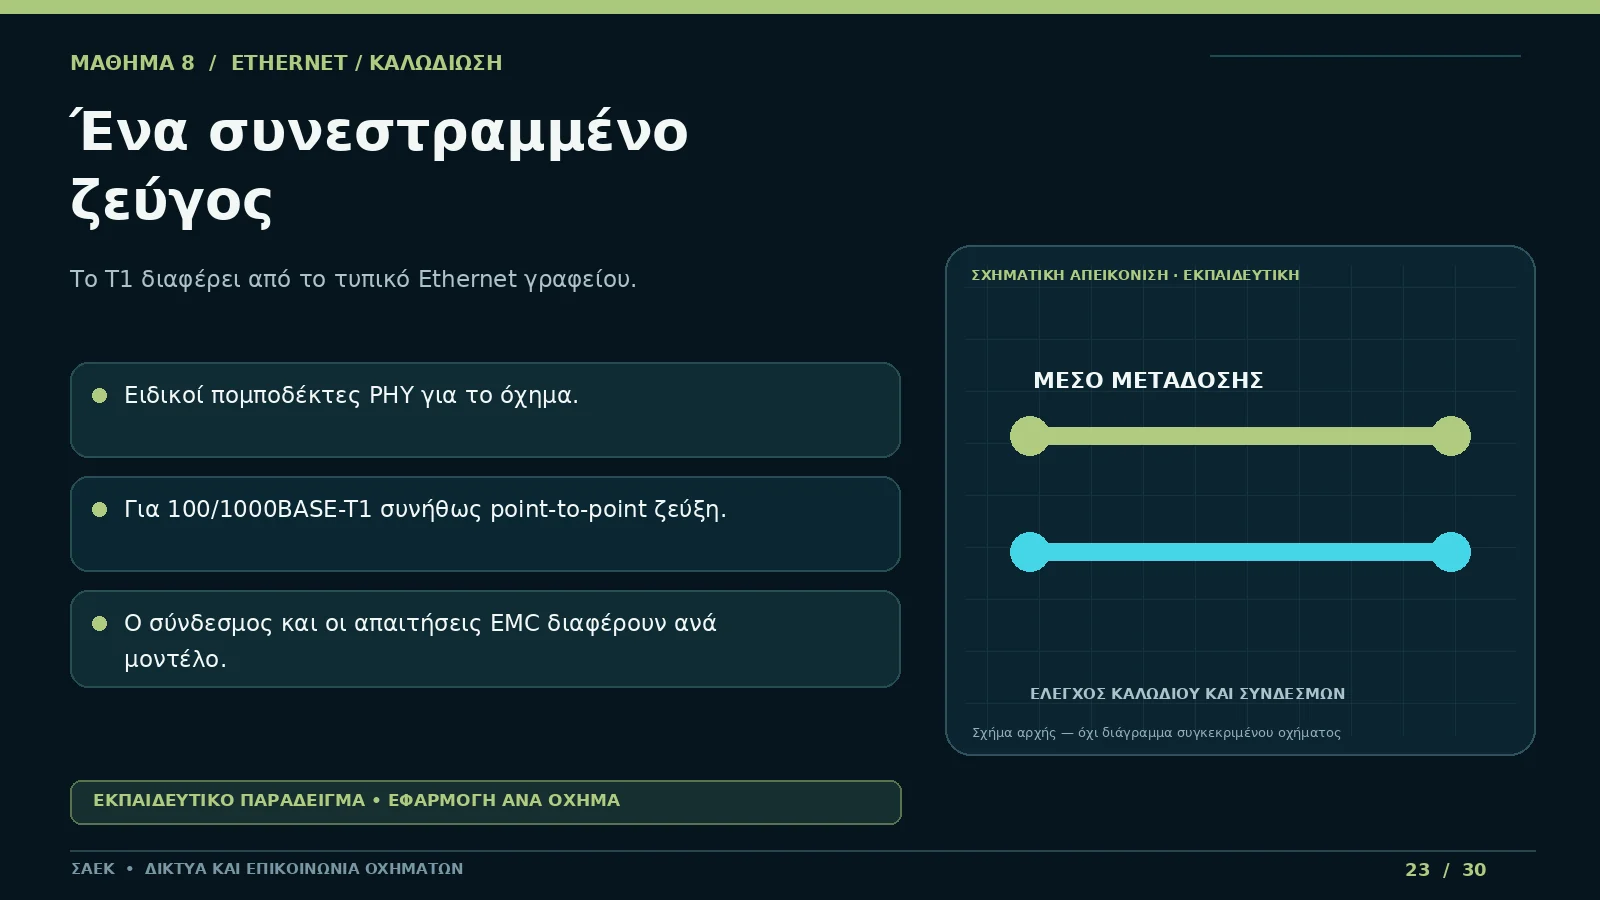 ΜΑΘΗΜΑ 8 / ETHERNET / ΚΑΛΩΔΙΩΣΗ
Ένα συνεστραμμένο
ζεύγος
Το T1 διαφέρει από το τυπικό Ethernet γραφείου.
Ειδικοί πομποδέκτες PHY για το όχημα.
Για 100/1000BASE-T1 συνήθως point-to-point ζεύξη.
Ο σύνδεσμος και οι απαιτήσεις EMC διαφέρουν ανά
μοντέλο.
ΕΚΠΑΙΔΕΥΤΙΚΟ ΠΑΡΑΔΕΙΓΜΑ • ΕΦΑΡΜΟΓΗ ΑΝΑ ΟΧΗΜΑ
ΣΧΗΜΑΤΙΚΗ ΑΠΕΙΚΟΝΙΣΗ · ΕΚΠΑΙΔΕΥΤΙΚΗ
ΜΕΣΟ ΜΕΤΑΔΟΣΗΣ
ΕΛΕΓΧΟΣ ΚΑΛΩΔΙΟΥ ΚΑΙ ΣΥΝΔΕΣΜΩΝ
Σχήμα αρχής — όχι διάγραμμα συγκεκριμένου οχήματος
ΣΑΕΚ • ΔΙΚΤΥΑ ΚΑΙ ΕΠΙΚΟΙΝΩΝΙΑ ΟΧΗΜΑΤΩΝ
23 / 30